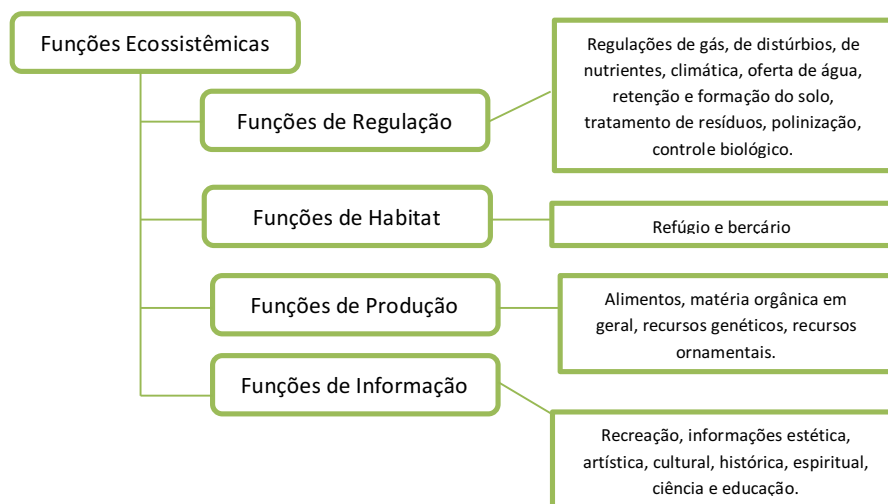 Funções Ecossistêmicas
Funções de Regulação
Regulações de gás, de distúrbios, de
nutrientes, climática, oferta de água,
retenção e formação do solo,
tratamento de resíduos, polinização,
controle biológico.
Funções de Habitat
Refúgio e berçário
Funções de Produção
Alimentos, matéria orgânica em
geral, recursos genéticos, recursos
ornamentais.
Funções de Informação
Recreação, informações estética,
artística, cultural, histórica, espiritual,
ciência e educação.